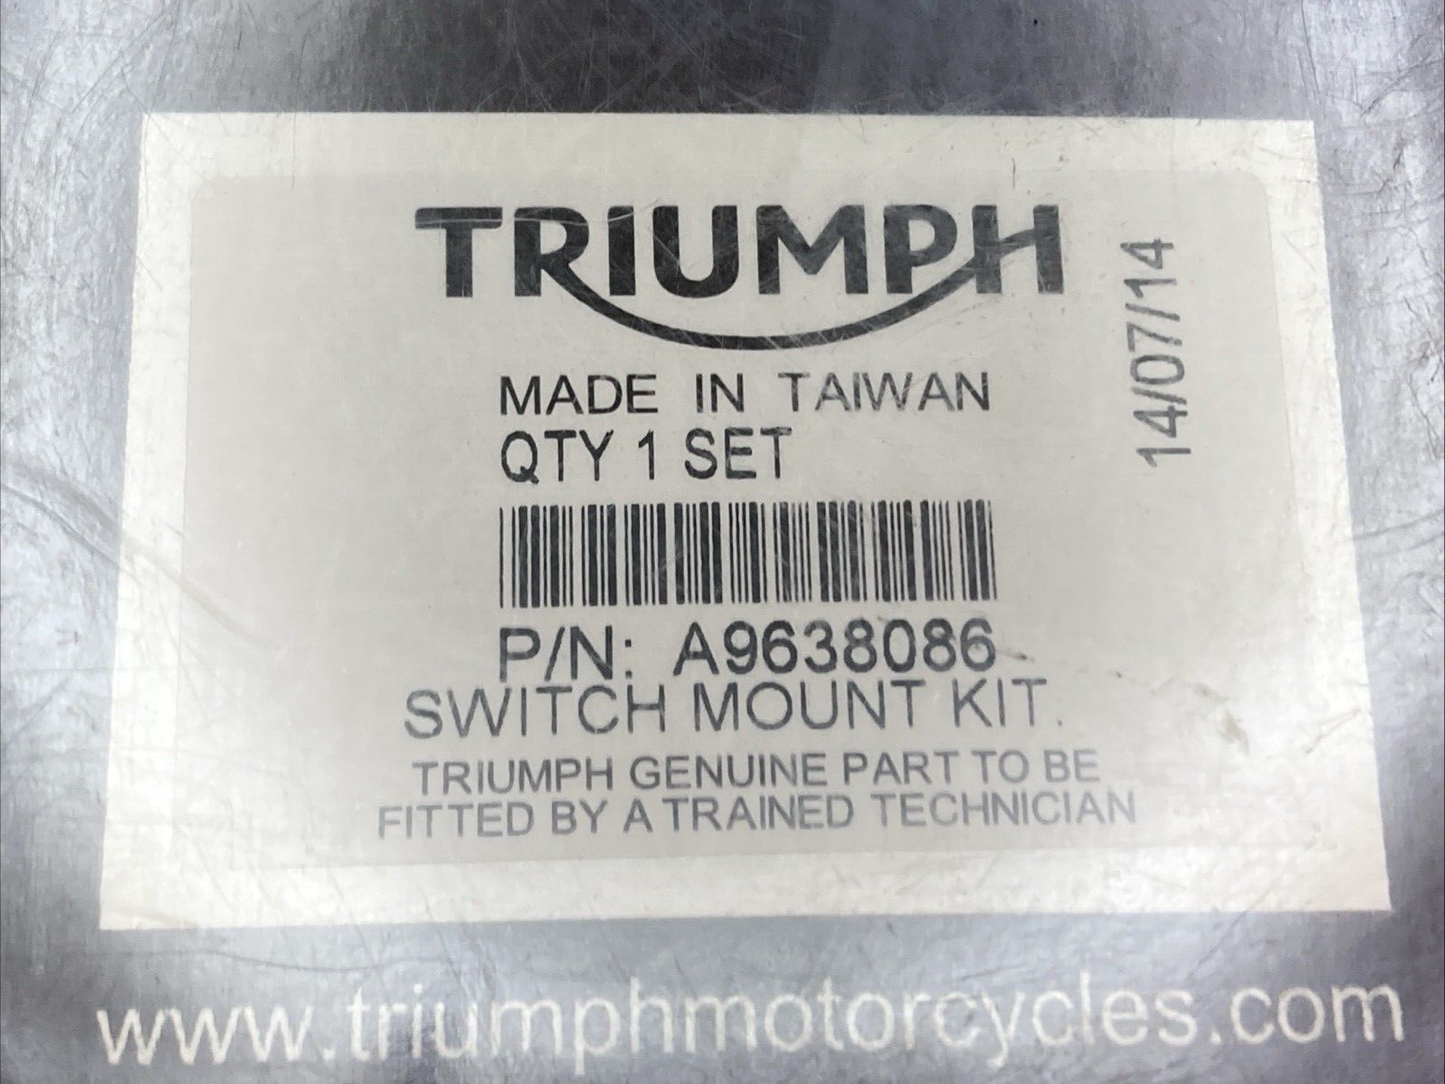 TRIUMPH
14/07/14
MADE IN TAIWAN
QTY 1 SET
P/N: A9638086
SWITCH MOUNT KIT.
TRIUMPH GENUINE PART TO BE
FITTED BY A TRAINED TECHNICIAN
www.triumphmotorcycles.com